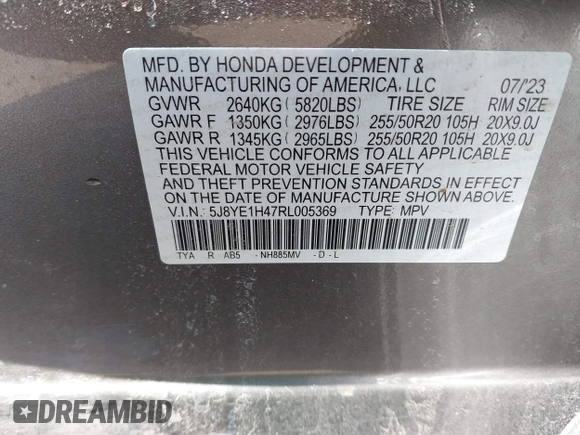 MFD. BY HONDA DEVELOPMENT &
MANUFACTURING OF AMERICA, LLC 07/'23
GVWR 2640KG ( 5820LBS) TIRE SIZE RIM SIZE
GAWR F 1350KG ( 2976LBS) 255/50R20 105H 20X9.0J
GAWR R 1345KG ( 2965LBS) 255/50R20 105H 20X9.0J
THIS VEHICLE CONFORMS TO ALL APPLICABLE
FEDERAL MOTOR VEHICLE SAFETY
AND THEFT PREVENTION STANDARDS IN EFFECT
ON THE DATE OF MANUFACTURE SHOWN ABOVE.
V.I.N.: 5J8YE1H47RL005369 TYPE: MPV
TYA R AB5 - NH885MV - D - L
DREAMBID